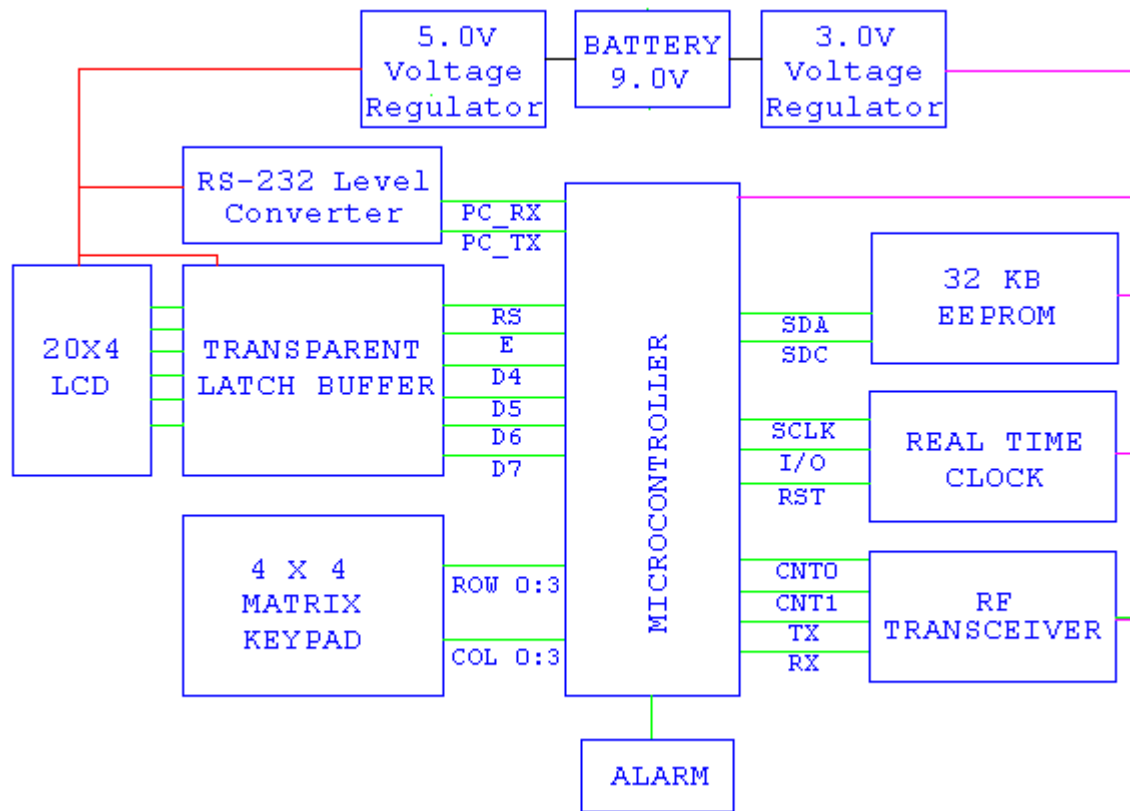 5.0V
Voltage
Regulator
BATTERY
9.0V
3.0V
Voltage
Regulator
RS-232 Level
Converter
PC_RX
PC_TX
20X4
LCD
TRANSPARENT
LATCH BUFFER
RS
E
D4
D5
D6
D7
4 X 4
MATRIX
KEYPAD
ROW 0:3
COL 0:3
MICROCONTROLLER
SDA
SDC
32 KB
EEPROM
SCLK
I/O
RST
REAL TIME
CLOCK
CNT0
CNT1
TX
RX
RF
TRANSCEIVER
ALARM